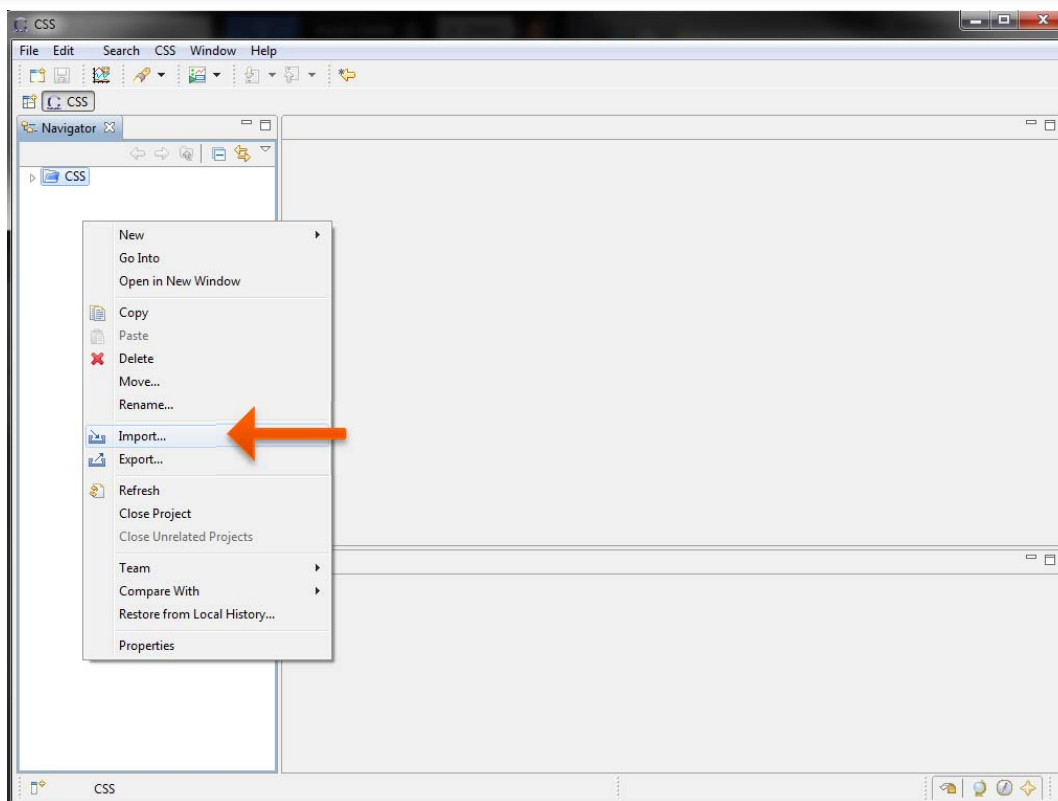 CSS
File Edit Search CSS Window Help
CSS
Navigator
CSS
New
Go Into
Open in New Window
Copy
Paste
Delete
Move...
Rename...
Import...
Export...
Refresh
Close Project
Close Unrelated Projects
Team
Compare With
Restore from Local History...
Properties
CSS